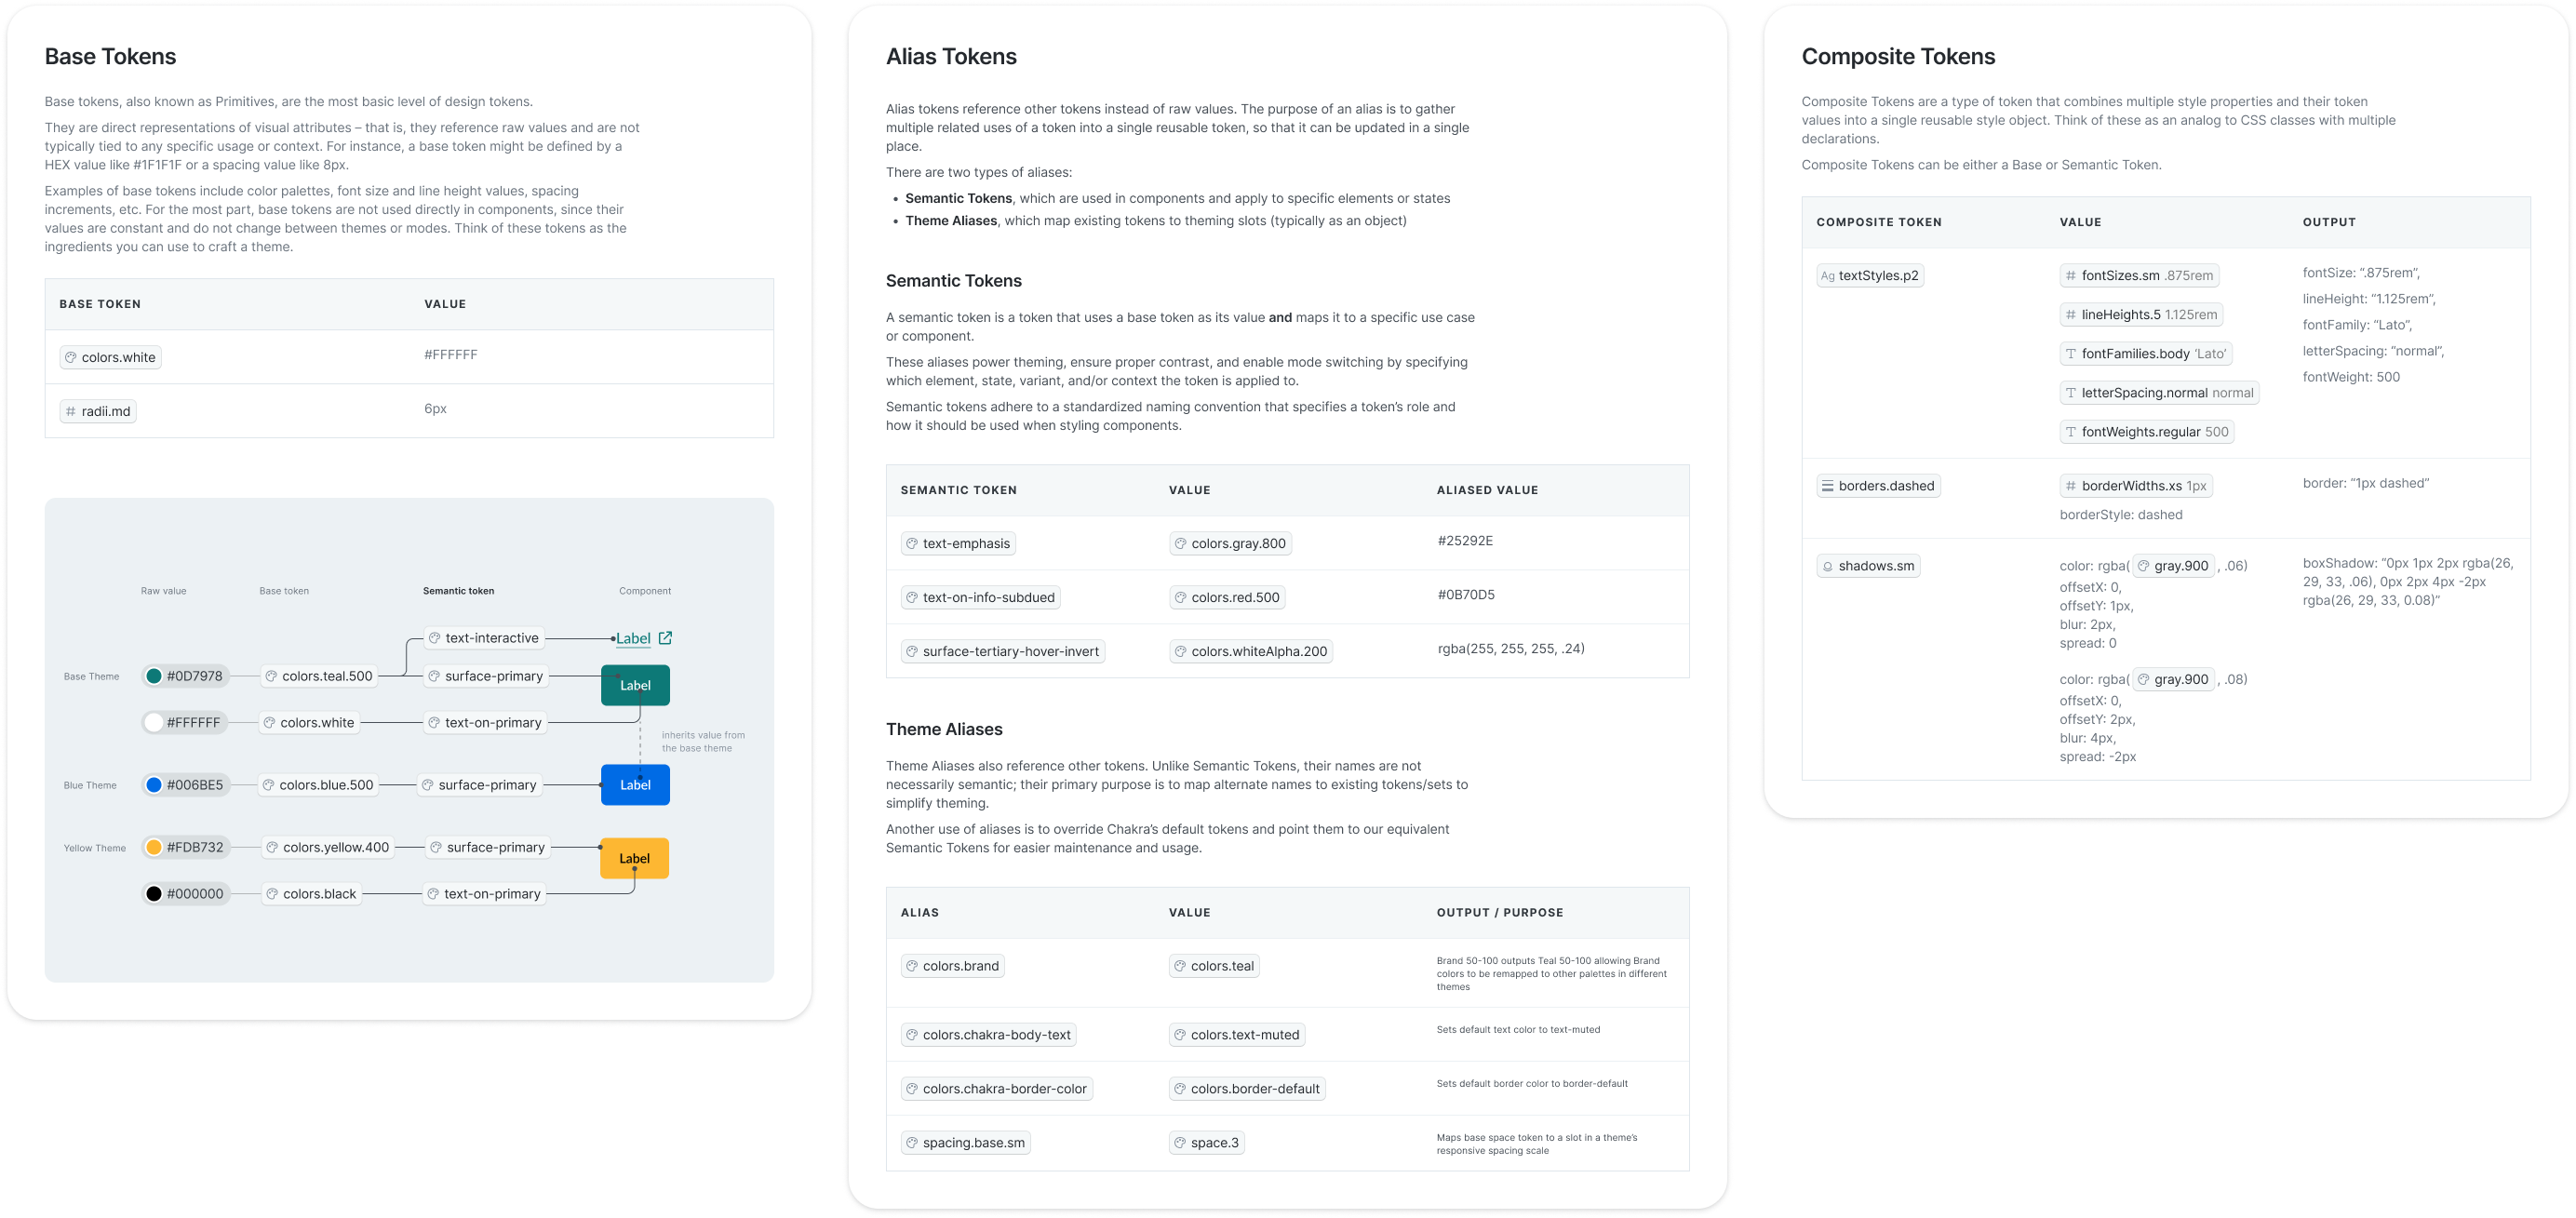 Base Tokens
Base tokens, also known as Primitives, are the most basic level of design tokens.
They are direct representations of visual attributes – that is, they reference raw values and are not
typically tied to any specific usage or context. For instance, a base token might be defined by a
HEX value like #1F1F1F or a spacing value like 8px.
Examples of base tokens include color palettes, font size and line height values, spacing
increments, etc. For the most part, base tokens are not used directly in components, since their
values are constant and do not change between themes or modes. Think of these tokens as the
ingredients you can use to craft a theme.
BASE TOKEN VALUE
colors.white #FFFFFF
radii.md 6px
Raw value Base token Semantic token Component
text-interactive Label
Base Theme #0D7978 colors.teal.500 surface-primary Label
#FFFFFF colors.white text-on-primary
inherits value from
the base theme
Blue Theme #006BE5 colors.blue.500 surface-primary Label
Yellow Theme #FDB732 colors.yellow.400 surface-primary Label
#000000 colors.black text-on-primary
Alias Tokens
Alias tokens reference other tokens instead of raw values. The purpose of an alias is to gather
multiple related uses of a token into a single reusable token, so that it can be updated in a single
place.
There are two types of aliases:
• Semantic Tokens, which are used in components and apply to specific elements or states
• Theme Aliases, which map existing tokens to theming slots (typically as an object)
Semantic Tokens
A semantic token is a token that uses a base token as its value and maps it to a specific use case
or component.
These aliases power theming, ensure proper contrast, and enable mode switching by specifying
which element, state, variant, and/or context the token is applied to.
Semantic tokens adhere to a standardized naming convention that specifies a token’s role and
how it should be used when styling components.
SEMANTIC TOKEN VALUE ALIASED VALUE
text-emphasis colors.gray.800 #25292E
text-on-info-subdued colors.red.500 #0B70D5
surface-tertiary-hover-invert colors.whiteAlpha.200 rgba(255, 255, 255, .24)
Theme Aliases
Theme Aliases also reference other tokens. Unlike Semantic Tokens, their names are not
necessarily semantic; their primary purpose is to map alternate names to existing tokens/sets to
simplify theming.
Another use of aliases is to override Chakra’s default tokens and point them to our equivalent
Semantic Tokens for easier maintenance and usage.
ALIAS VALUE OUTPUT / PURPOSE
colors.brand colors.teal Brand 50-100 outputs Teal 50-100 allowing Brand
colors to be remapped to other palettes in different
themes
colors.chakra-body-text colors.text-muted Sets default text color to text-muted
colors.chakra-border-color colors.border-default Sets default border color to border-default
spacing.base.sm space.3 Maps base space token to a slot in a theme’s
responsive spacing scale
Composite Tokens
Composite Tokens are a type of token that combines multiple style properties and their token
values into a single reusable style object. Think of these as an analog to CSS classes with multiple
declarations.
Composite Tokens can be either a Base or Semantic Token.
COMPOSITE TOKEN VALUE OUTPUT
Ag textStyles.p2 # fontSizes.sm .875rem fontSize: “.875rem”,
# lineHeights.5 1.125rem lineHeight: “1.125rem”,
T fontFamilies.body ‘Lato’ fontFamily: “Lato”,
T letterSpacing.normal normal letterSpacing: “normal”,
T fontWeights.regular 500 fontWeight: 500
borders.dashed # borderWidths.xs 1px border: “1px dashed”
borderStyle: dashed
shadows.sm color: rgba( gray.900 , .06) boxShadow: “0px 1px 2px rgba(26,
offsetX: 0, 29, 33, .06), 0px 2px 4px -2px
offsetY: 1px, rgba(26, 29, 33, 0.08)”
blur: 2px,
spread: 0
color: rgba( gray.900 , .08)
offsetX: 0,
offsetY: 2px,
blur: 4px,
spread: -2px